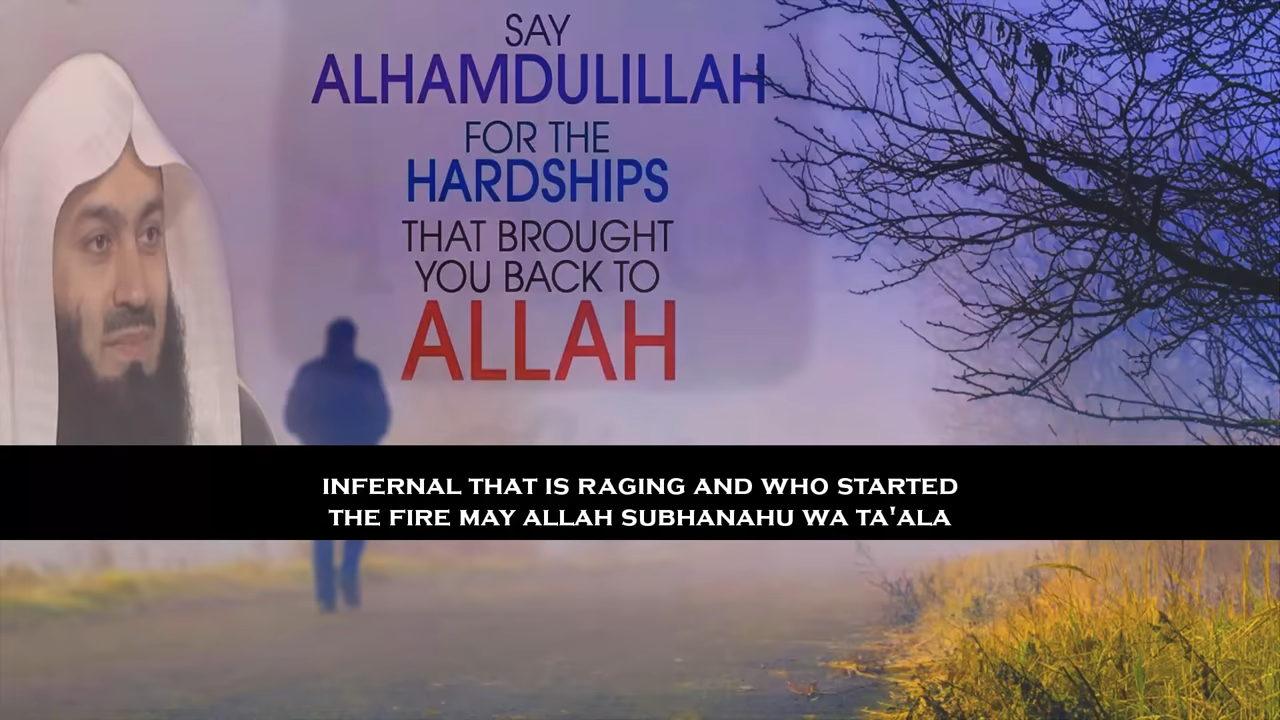 SAY
ALHAMDULILLAH
FOR THE
HARDSHIPS
THAT BROUGHT
YOU BACK TO
ALLAH
INFERNAL THAT IS RAGING AND WHO STARTED
THE FIRE MAY ALLAH SUBHANAHU WA TA'ALA